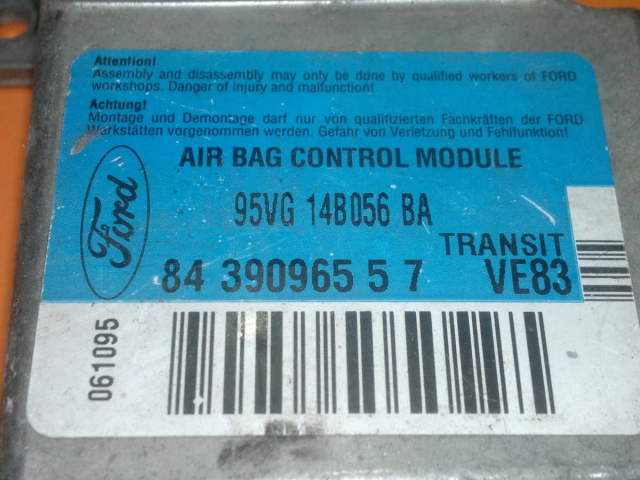 Attention!
Assembly and disassembly may only be done by qualified workers of FORD
workshops. Danger of injury and malfunction!
Achtung!
Montage und Demontage darf nur von qualifizierten Fachkräften der FORD
Werkstätten vorgenommen werden. Gefahr von Verletzung und Fehlfunktion!
AIR BAG CONTROL MODULE
Ford
95VG 14B056 BA
TRANSIT
84 3909655 7 VE83
061095